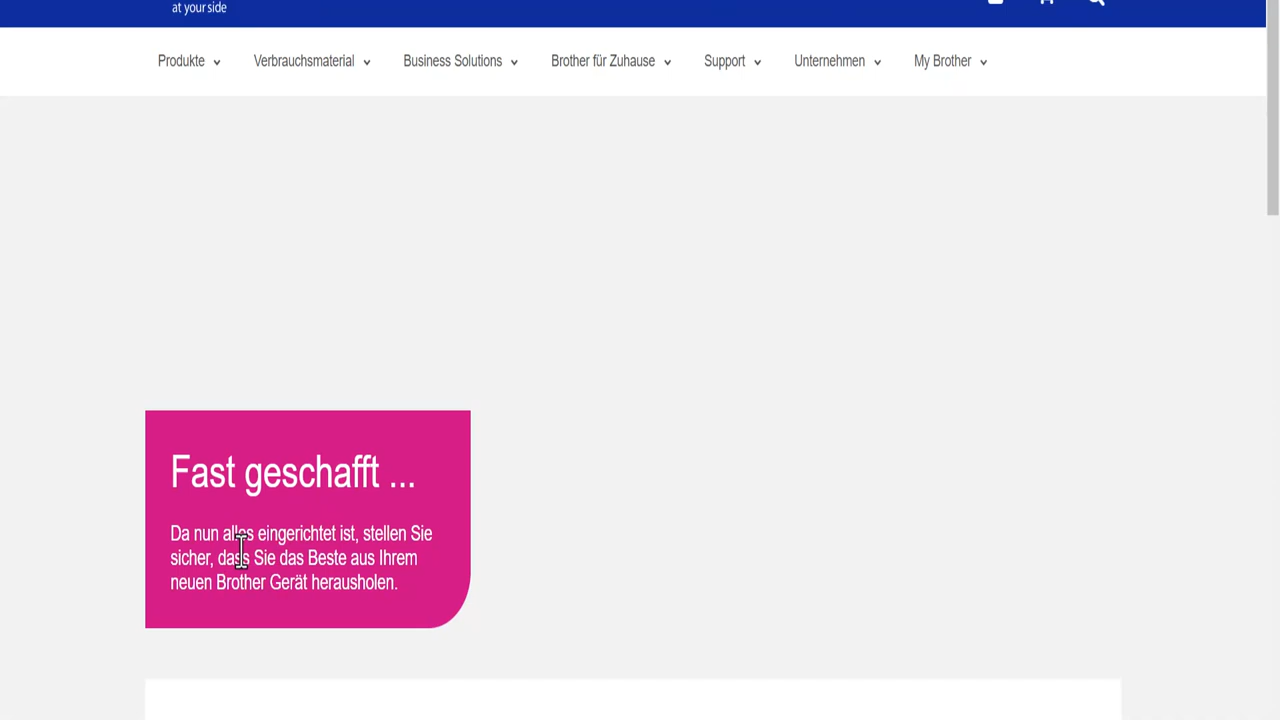 at your side
Produkte Verbrauchsmaterial Business Solutions Brother für Zuhause Support Unternehmen My Brother
Fast geschafft ...
Da nun alles eingerichtet ist, stellen Sie
sicher, dass Sie das Beste aus Ihrem
neuen Brother Gerät herausholen.